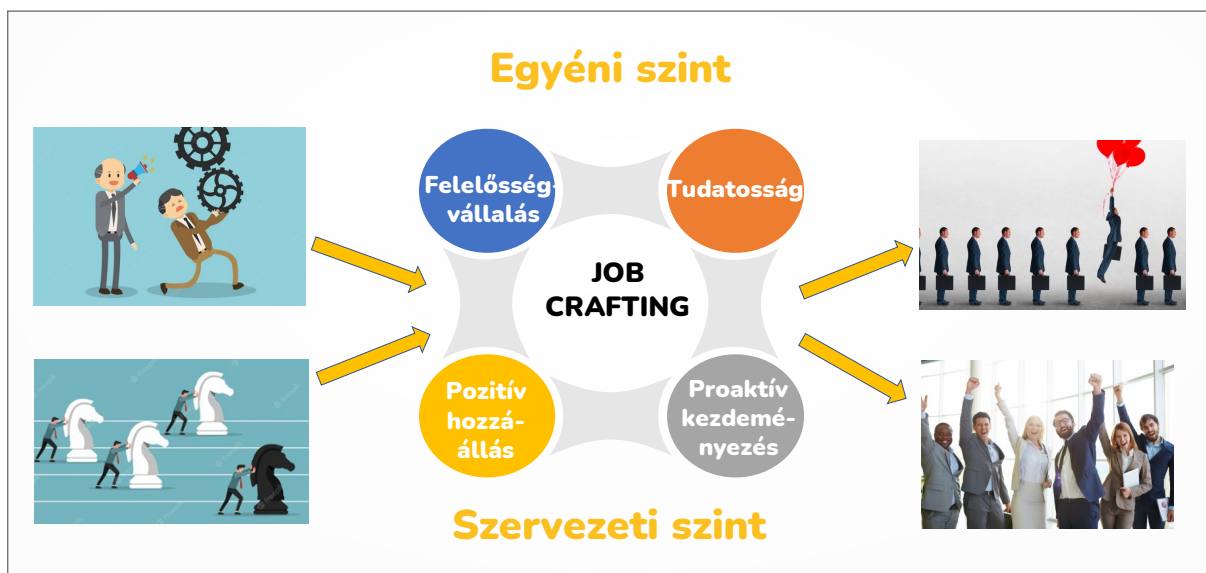 Egyéni szint
Felelősség-
vállalás
Tudatosság
JOB
CRAFTING
Pozitív
hozzá-
állás
Proaktív
kezdemé-
nyezés
Szervezeti szint